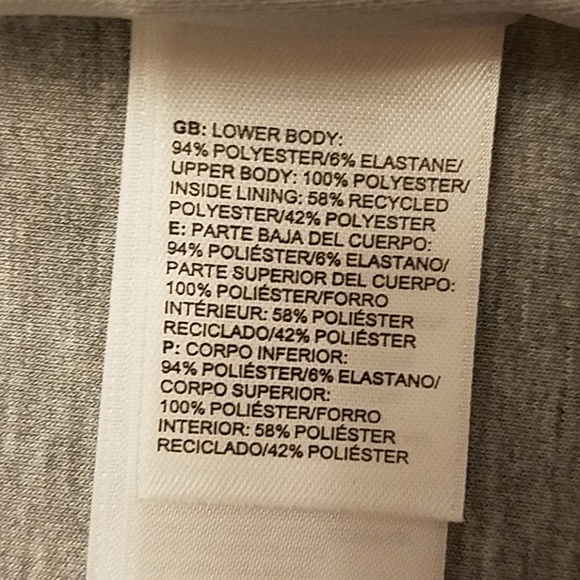 GB: LOWER BODY:
94% POLYESTER/6% ELASTANE/
UPPER BODY: 100% POLYESTER/
INSIDE LINING: 58% RECYCLED
POLYESTER/42% POLYESTER
E: PARTE BAJA DEL CUERPO:
94% POLIÉSTER/6% ELASTANO/
PARTE SUPERIOR DEL CUERPO:
100% POLIÉSTER/FORRO
INTÉRIEUR: 58% POLIÉSTER
RECICLADO/42% POLIÉSTER
P: CORPO INFERIOR:
94% POLIÉSTER/6% ELASTANO/
CORPO SUPERIOR:
100% POLIÉSTER/FORRO
INTERIOR: 58% POLIÉSTER
RECICLADO/42% POLIÉSTER